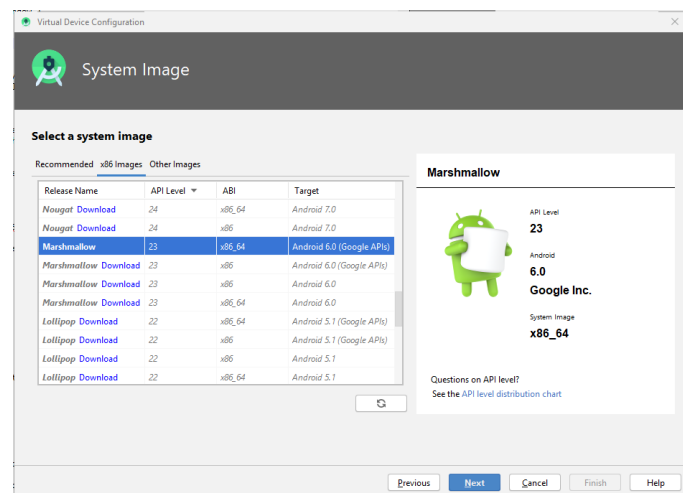 Virtual Device Configuration
System Image
Select a system image
Recommended x86 Images Other Images
Release Name API Level ▼ ABI Target
Nougat Download 24 x86_64 Android 7.0
Nougat Download 24 x86 Android 7.0
Marshmallow 23 x86_64 Android 6.0 (Google APIs)
Marshmallow Download 23 x86 Android 6.0 (Google APIs)
Marshmallow Download 23 x86 Android 6.0
Marshmallow Download 23 x86_64 Android 6.0
Lollipop Download 22 x86_64 Android 5.1 (Google APIs)
Lollipop Download 22 x86 Android 5.1 (Google APIs)
Lollipop Download 22 x86 Android 5.1
Lollipop Download 22 x86_64 Android 5.1
Marshmallow
API Level
23
Android
6.0
Google Inc.
System Image
x86_64
Questions on API level?
See the API level distribution chart
Previous Next Cancel Finish Help